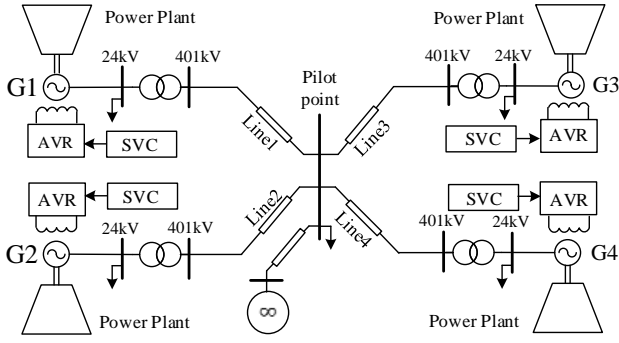 Power Plant
Power Plant
24kV
401kV
401kV
24kV
G1
G3
Pilot
point
AVR
SVC
Line1
Line3
SVC
AVR
AVR
SVC
SVC
AVR
Line2
Line4
24kV
401kV
401kV
24kV
G2
G4
∞
Power Plant
Power Plant